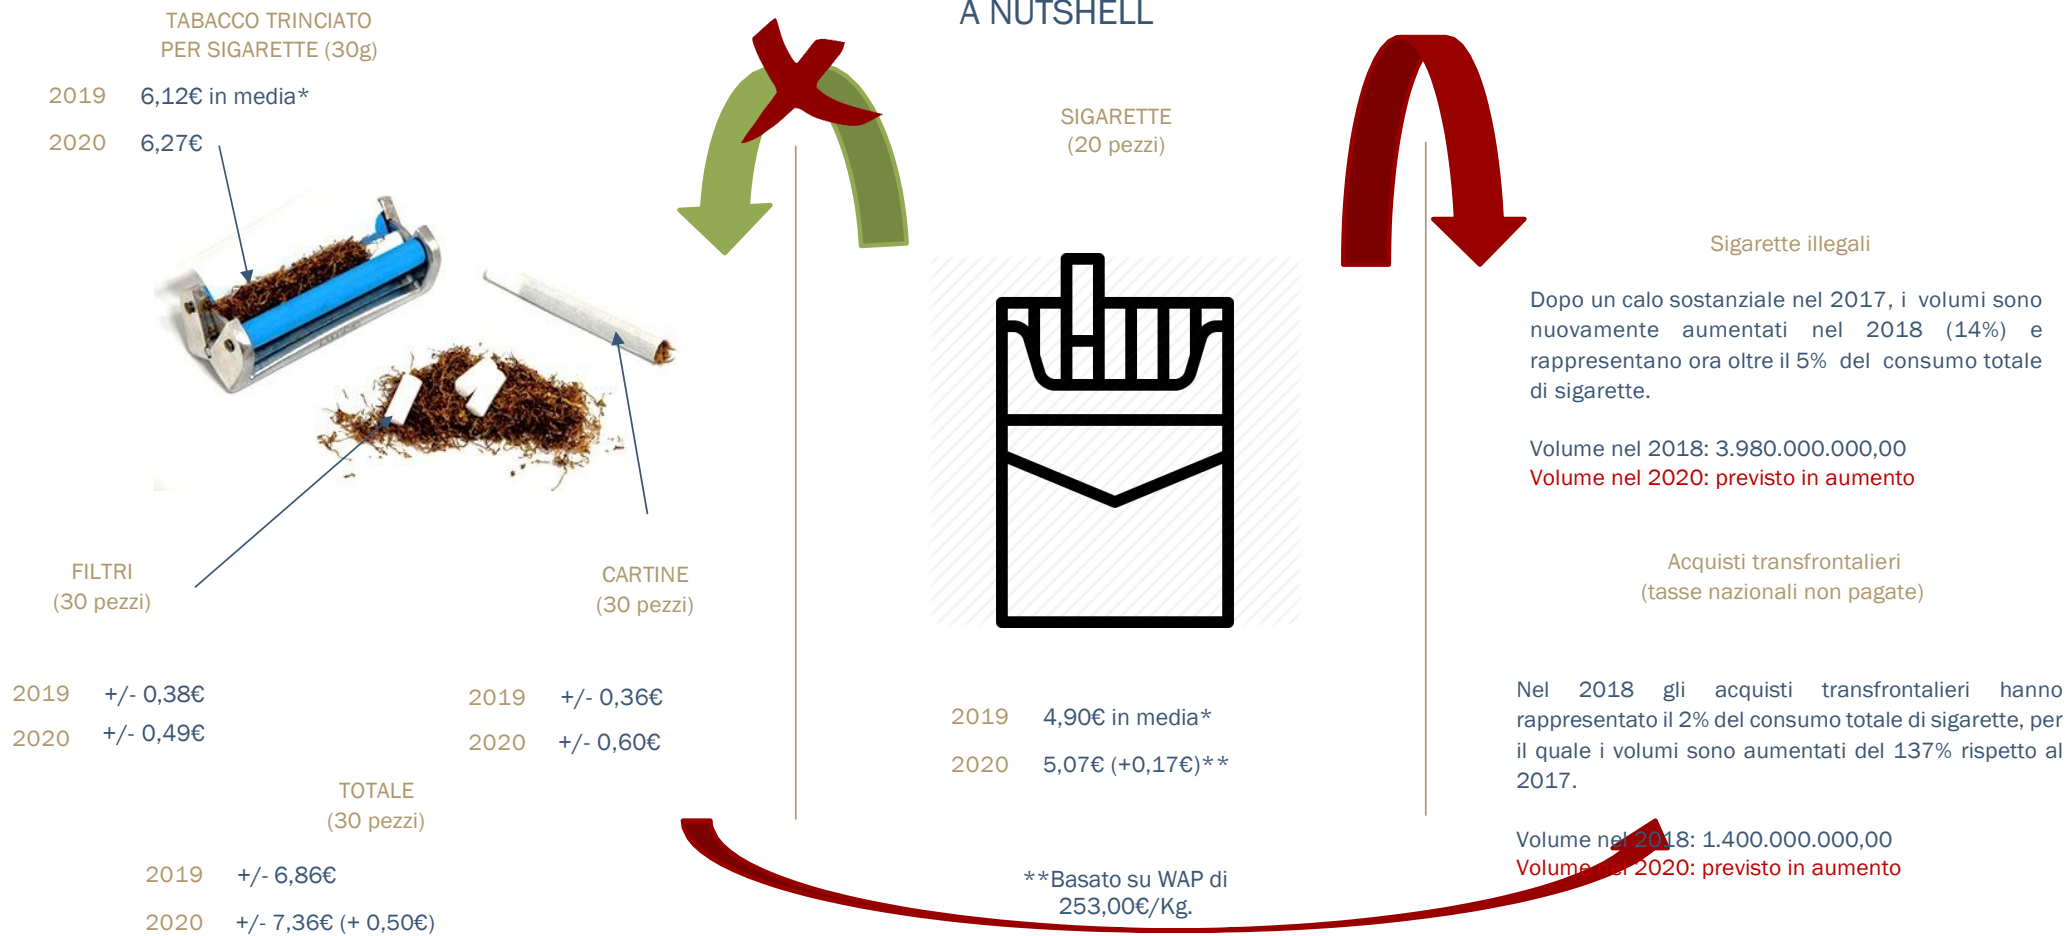 A NUTSHELL
TABACCO TRINCIATO
PER SIGARETTE (30g)
2019 6,12€ in media*
2020 6,27€
FILTRI
(30 pezzi)
2019 +/- 0,38€
2020 +/- 0,49€
CARTINE
(30 pezzi)
2019 +/- 0,36€
2020 +/- 0,60€
TOTALE
(30 pezzi)
2019 +/- 6,86€
2020 +/- 7,36€ (+ 0,50€)
SIGARETTE
(20 pezzi)
2019 4,90€ in media*
2020 5,07€ (+0,17€)**
**Basato su WAP di
253,00€/Kg.
Sigarette illegali
Dopo un calo sostanziale nel 2017, i volumi sono
nuovamente aumentati nel 2018 (14%) e
rappresentano ora oltre il 5% del consumo totale
di sigarette.
Volume nel 2018: 3.980.000.000,00
Volume nel 2020: previsto in aumento
Acquisti transfrontalieri
(tasse nazionali non pagate)
Nel 2018 gli acquisti transfrontalieri hanno
rappresentato il 2% del consumo totale di sigarette, per
il quale i volumi sono aumentati del 137% rispetto al
2017.
Volume nel 2018: 1.400.000.000,00
Volume nel 2020: previsto in aumento